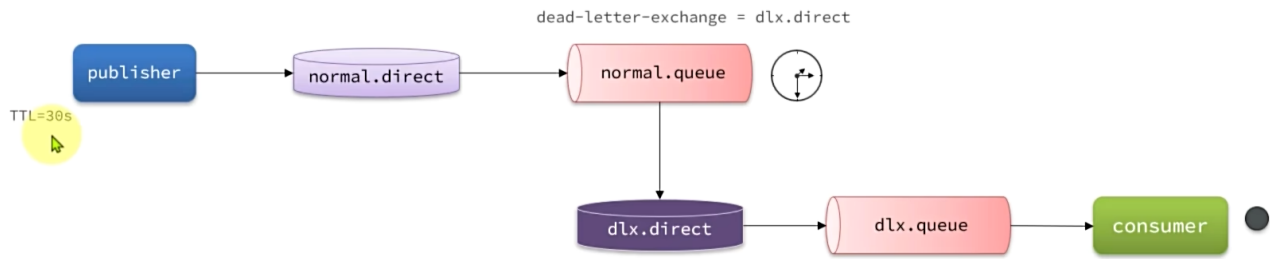 dead-letter-exchange = dlx.direct
publisher
normal.direct
normal.queue
TTL=30s
dlx.direct
dlx.queue
consumer